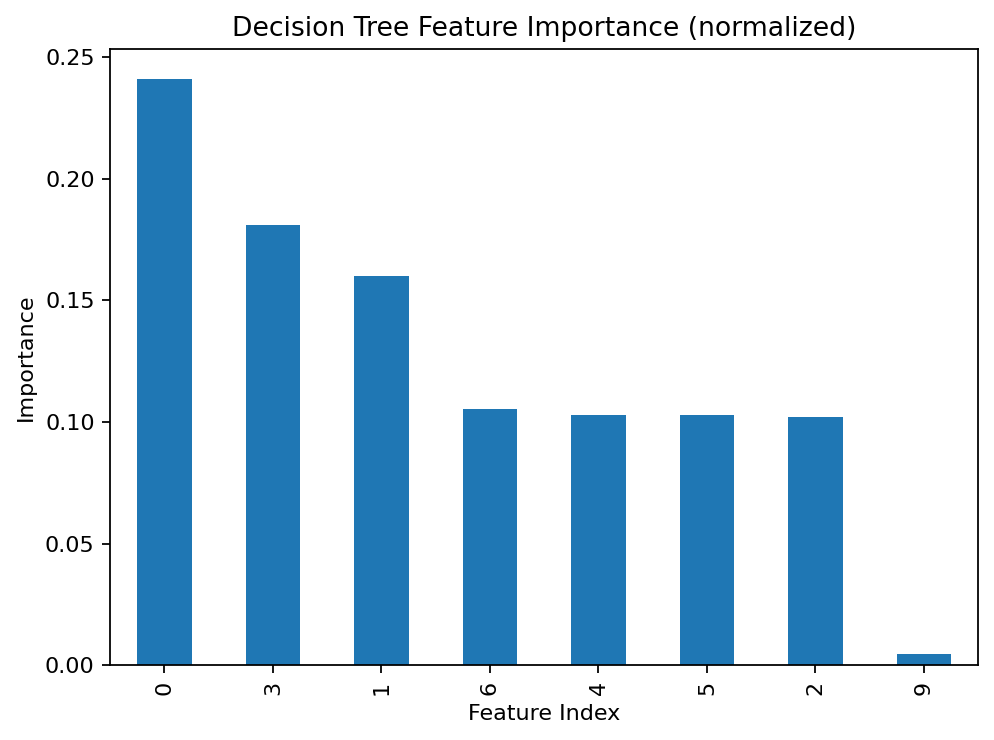 Decision Tree Feature Importance (normalized)
0.25
0.20
0.15
0.10
0.05
0.00
Importance
0 3 1 6 4 5 2 9
Feature Index